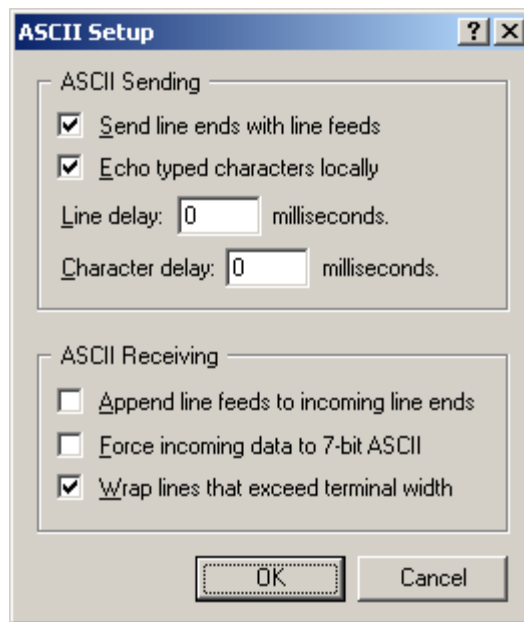 ASCII Setup
ASCII Sending
Send line ends with line feeds
Echo typed characters locally
Line delay: 0 milliseconds.
Character delay: 0 milliseconds.
ASCII Receiving
Append line feeds to incoming line ends
Force incoming data to 7-bit ASCII
Wrap lines that exceed terminal width
OK Cancel